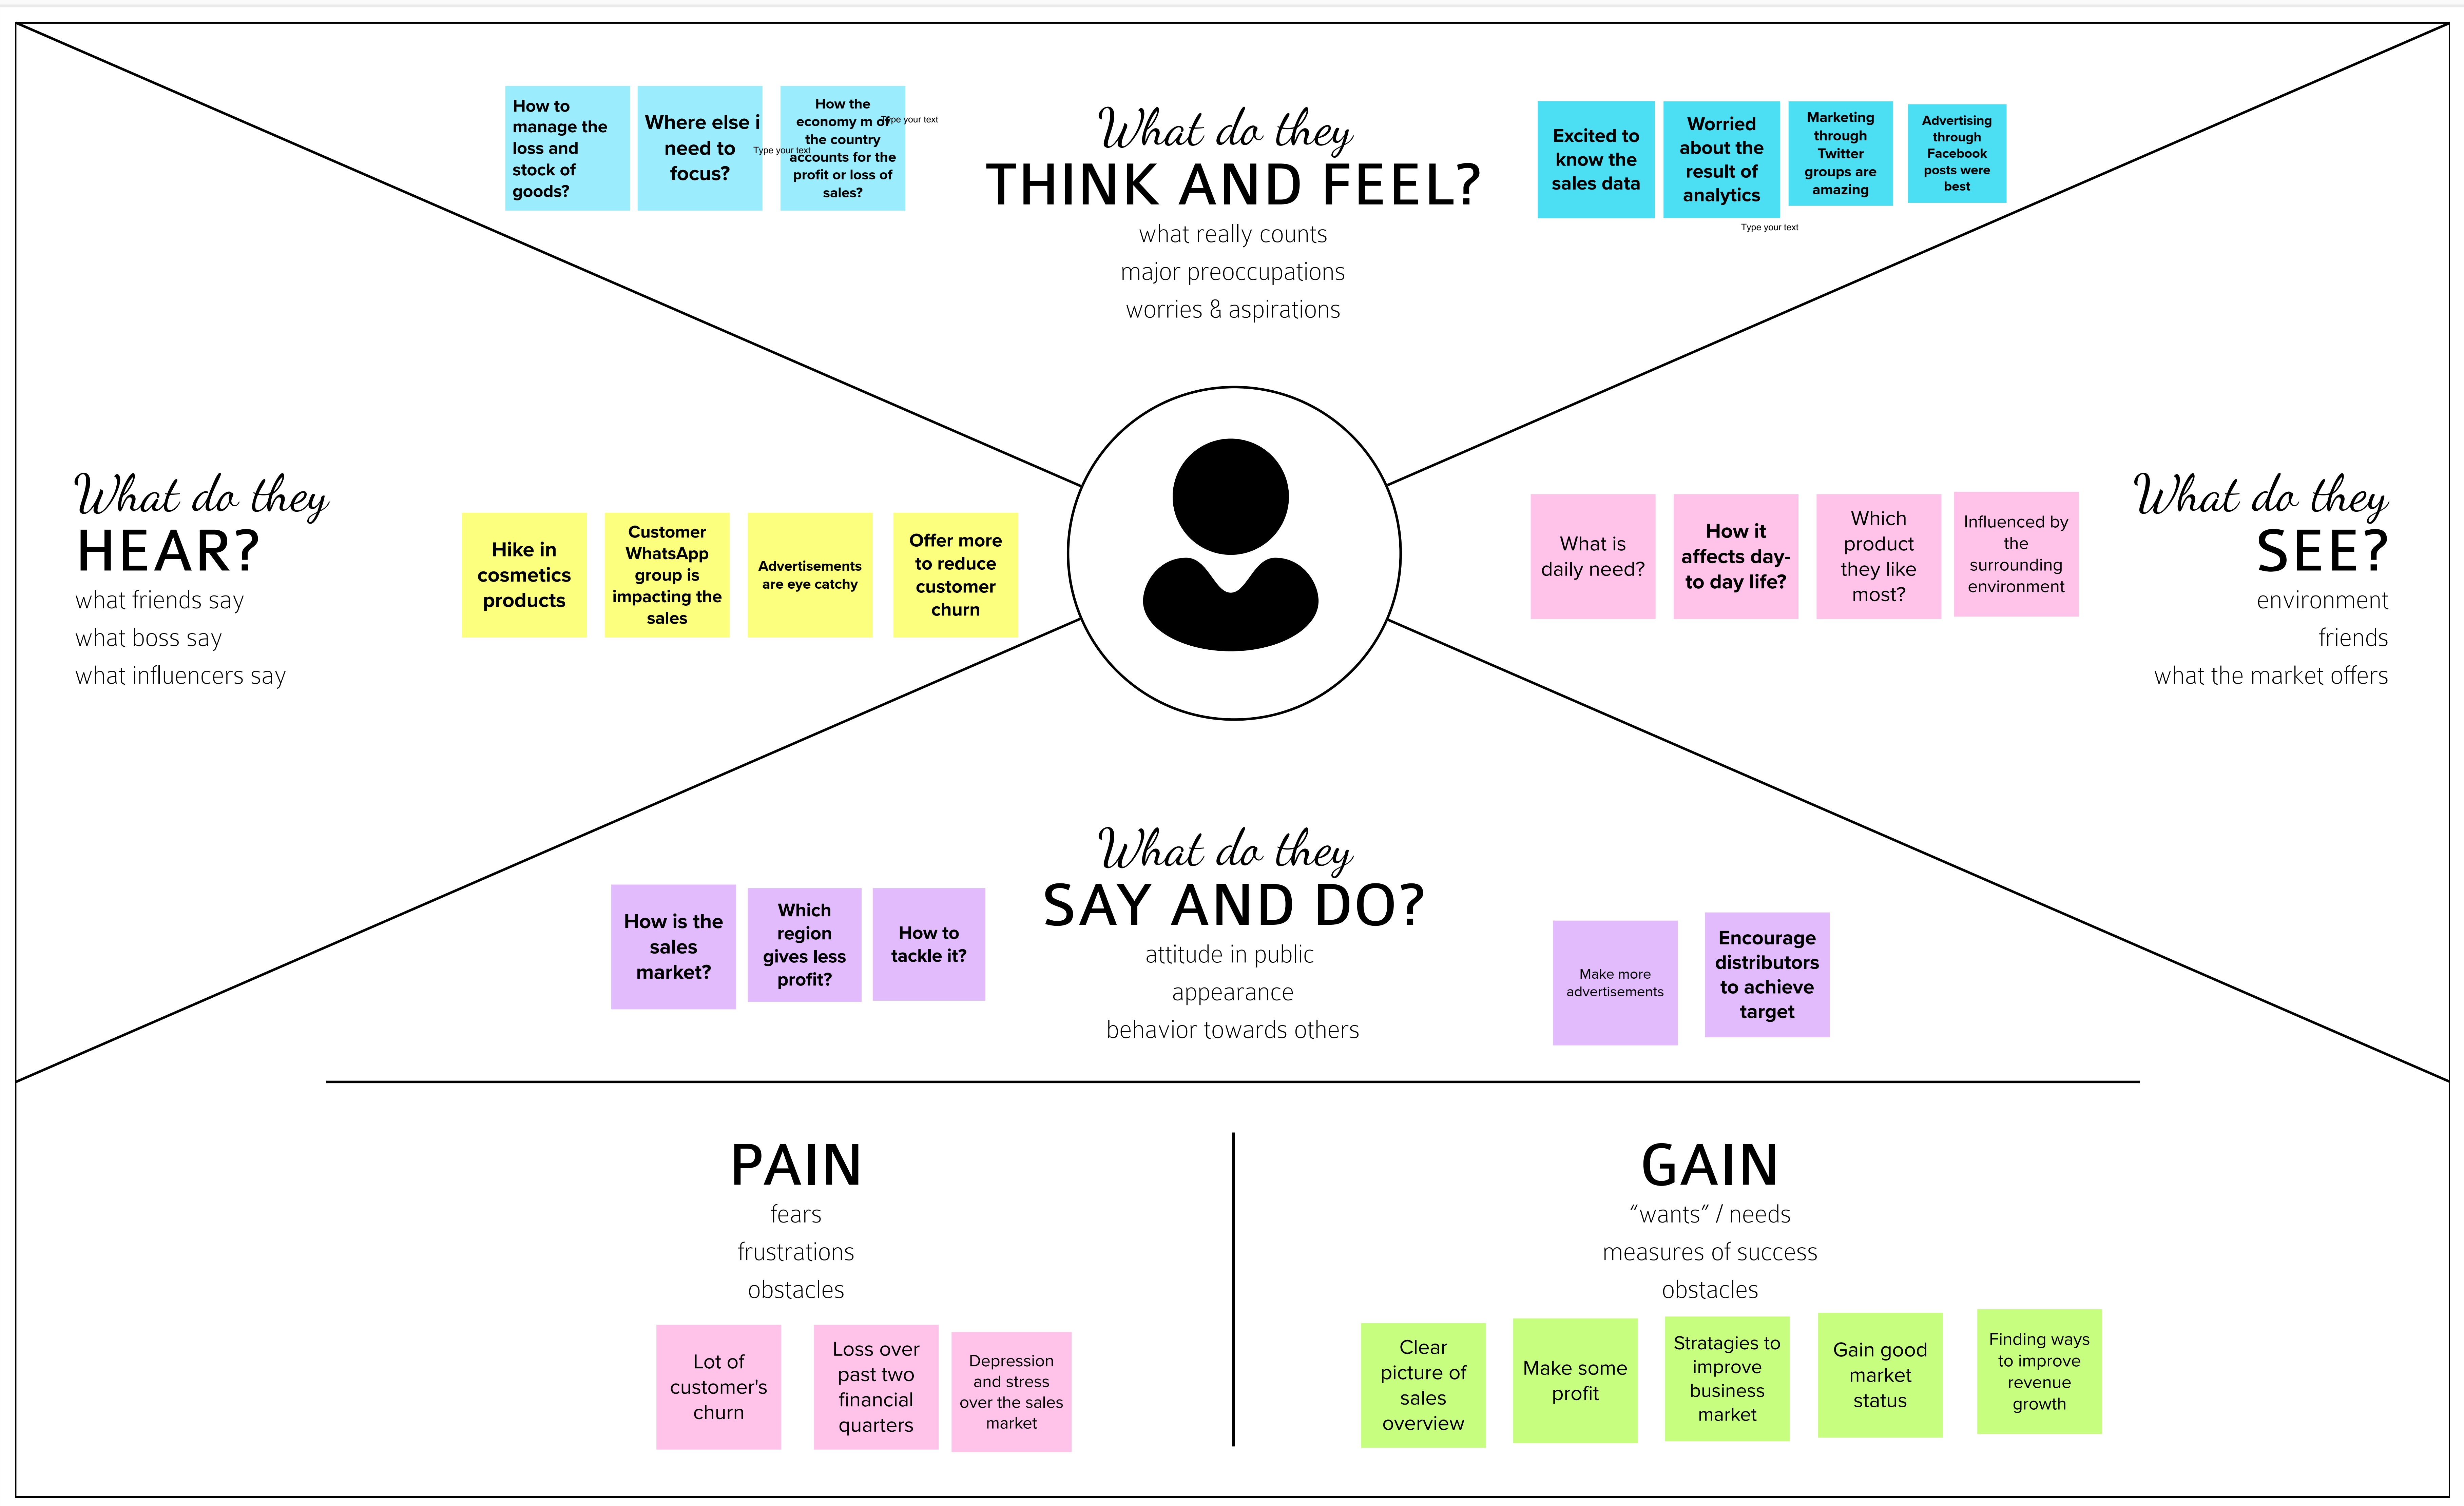 How to
manage the
loss and
stock of
goods?
Where else i
need to
focus?
Type your text
How the
economy m of
the country
accounts for the
profit or loss of
sales?
Type your text
What do they
THINK AND FEEL?
what really counts
major preoccupations
worries & aspirations
Excited to
know the
sales data
Worried
about the
result of
analytics
Type your text
Marketing
through
Twitter
groups are
amazing
Advertising
through
Facebook
posts were
best
What do they
HEAR?
what friends say
what boss say
what influencers say
Hike in
cosmetics
products
Customer
WhatsApp
group is
impacting the
sales
Advertisements
are eye catchy
Offer more
to reduce
customer
churn
What is
daily need?
How it
affects day-
to day life?
Which
product
they like
most?
Influenced by
the
surrounding
environment
What do they
SEE?
environment
friends
what the market offers
How is the
sales
market?
Which
region
gives less
profit?
How to
tackle it?
What do they
SAY AND DO?
attitude in public
appearance
behavior towards others
Make more
advertisements
Encourage
distributors
to achieve
target
PAIN
fears
frustrations
obstacles
Lot of
customer's
churn
Loss over
past two
financial
quarters
Depression
and stress
over the sales
market
GAIN
“wants” / needs
measures of success
obstacles
Clear
picture of
sales
overview
Make some
profit
Stratagies to
improve
business
market
Gain good
market
status
Finding ways
to improve
revenue
growth